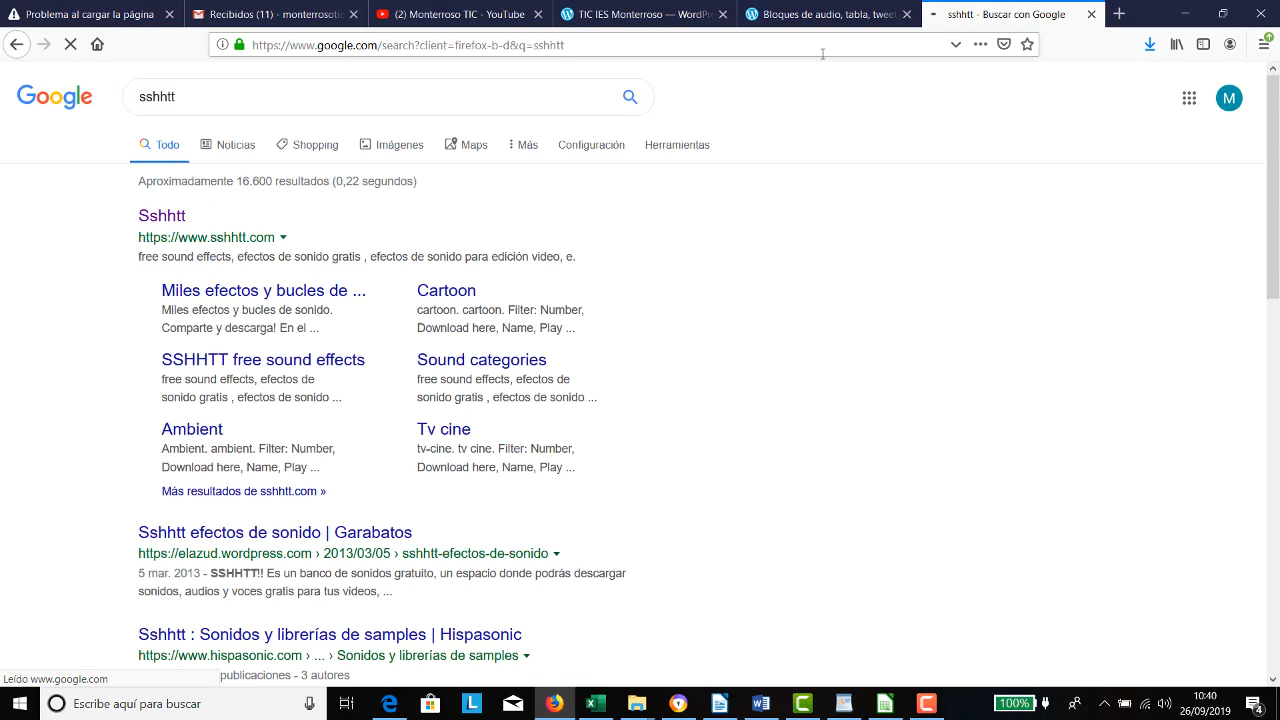 Problema al cargar la página
Recibidos (11) - monterrosotic
(2) Monterroso TIC - YouTube
TIC IES Monterroso — WordPr
Bloques de audio, tabla, tweet
sshhtt - Buscar con Google
https://www.google.com/search?client=firefox-b-d&q=sshhtt
Google
sshhtt
M
Todo
Noticias
Shopping
Imágenes
Maps
Más
Configuración
Herramientas
Aproximadamente 16.600 resultados (0,22 segundos)
Sshhtt
https://www.sshhtt.com
free sound effects, efectos de sonido gratis , efectos de sonido para edición video, e.
Miles efectos y bucles de ...
Miles efectos y bucles de sonido.
Comparte y descarga! En el ...
Cartoon
cartoon. cartoon. Filter: Number,
Download here, Name, Play ...
SSHHTT free sound effects
free sound effects, efectos de
sonido gratis , efectos de sonido ...
Sound categories
free sound effects, efectos de
sonido gratis , efectos de sonido ...
Ambient
Ambient. ambient. Filter: Number,
Download here, Name, Play ...
Tv cine
tv-cine. tv cine. Filter: Number,
Download here, Name, Play ...
Más resultados de sshhtt.com »
Sshhtt efectos de sonido | Garabatos
https://elazud.wordpress.com › 2013/03/05 › sshhtt-efectos-de-sonido
5 mar. 2013 - SSHHTT!! Es un banco de sonidos gratuito, un espacio donde podrás descargar
sonidos, audios y voces gratis para tus videos, ...
Sshhtt : Sonidos y librerías de samples | Hispasonic
https://www.hispasonic.com › ... › Sonidos y librerías de samples
publicaciones - 3 autores
Leído www.google.com
Escribe aquí para buscar
100%
10:40
26/09/2019
4